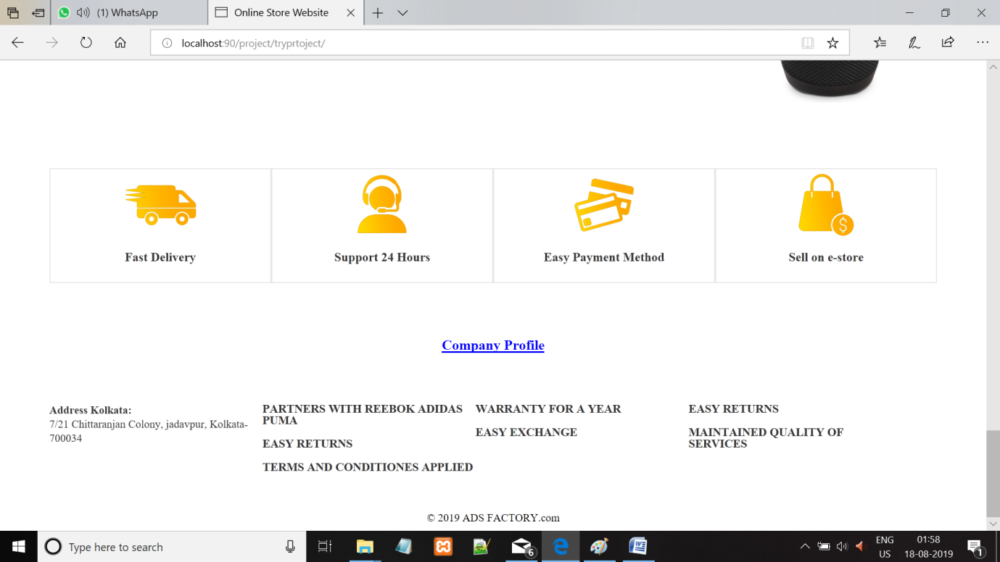 (1) WhatsApp
Online Store Website
localhost:90/project/tryprtoject/
Fast Delivery
Support 24 Hours
Easy Payment Method
$
Sell on e-store
Company Profile
Address Kolkata:
7/21 Chittaranjan Colony, jadavpur, Kolkata-
700034
PARTNERS WITH REEBOK ADIDAS
PUMA
EASY RETURNS
TERMS AND CONDITIONES APPLIED
WARRANTY FOR A YEAR
EASY EXCHANGE
EASY RETURNS
MAINTAINED QUALITY OF
SERVICES
© 2019 ADS FACTORY.com
Type here to search
6
ENG
US
01:58
18-08-2019
1